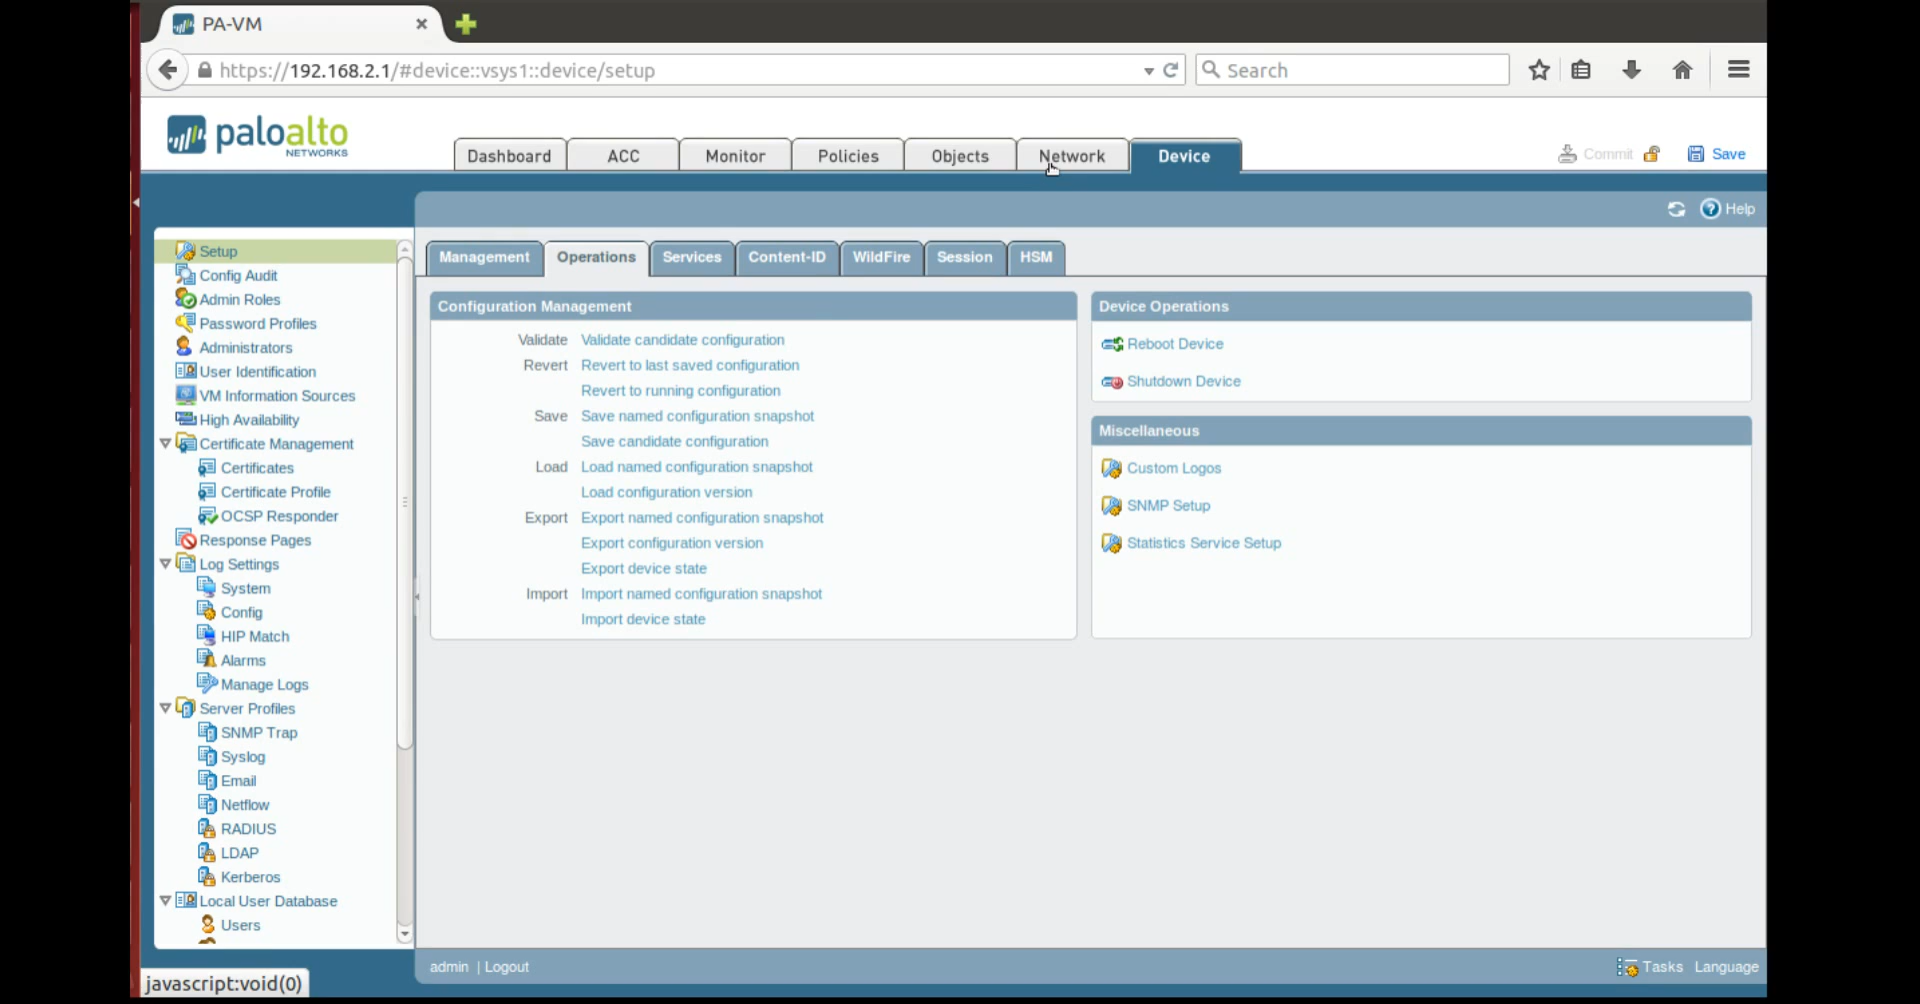 PA-VM
https://192.168.2.1/#device::vsys1::device/setup
Search
paloalto
NETWORKS
Dashboard
ACC
Monitor
Policies
Objects
Network
Device
Commit
Save
Help
Setup
Config Audit
Admin Roles
Password Profiles
Administrators
User Identification
VM Information Sources
High Availability
Certificate Management
Certificates
Certificate Profile
OCSP Responder
Response Pages
Log Settings
System
Config
HIP Match
Alarms
Manage Logs
Server Profiles
SNMP Trap
Syslog
Email
Netflow
RADIUS
LDAP
Kerberos
Local User Database
Users
Management
Operations
Services
Content-ID
WildFire
Session
HSM
Configuration Management
Validate Validate candidate configuration
Revert Revert to last saved configuration
Revert to running configuration
Save Save named configuration snapshot
Save candidate configuration
Load Load named configuration snapshot
Load configuration version
Export Export named configuration snapshot
Export configuration version
Export device state
Import Import named configuration snapshot
Import device state
Device Operations
Reboot Device
Shutdown Device
Miscellaneous
Custom Logos
SNMP Setup
Statistics Service Setup
admin | Logout
Tasks
Language
javascript:void(0)